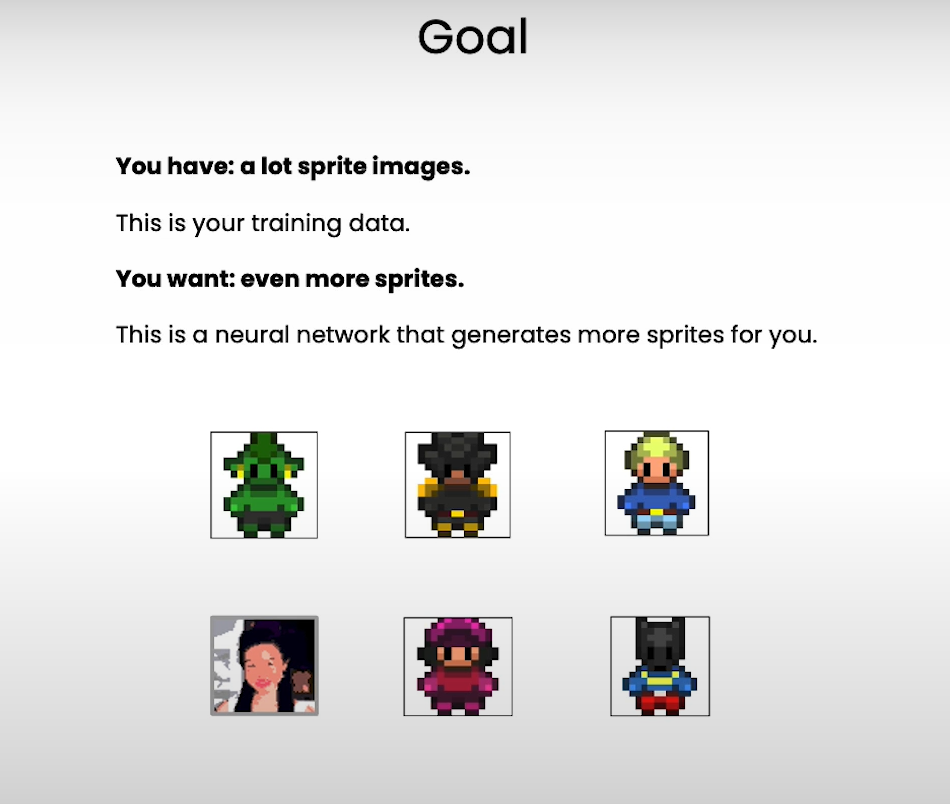 Goal
You have: a lot sprite images.
This is your training data.
You want: even more sprites.
This is a neural network that generates more sprites for you.